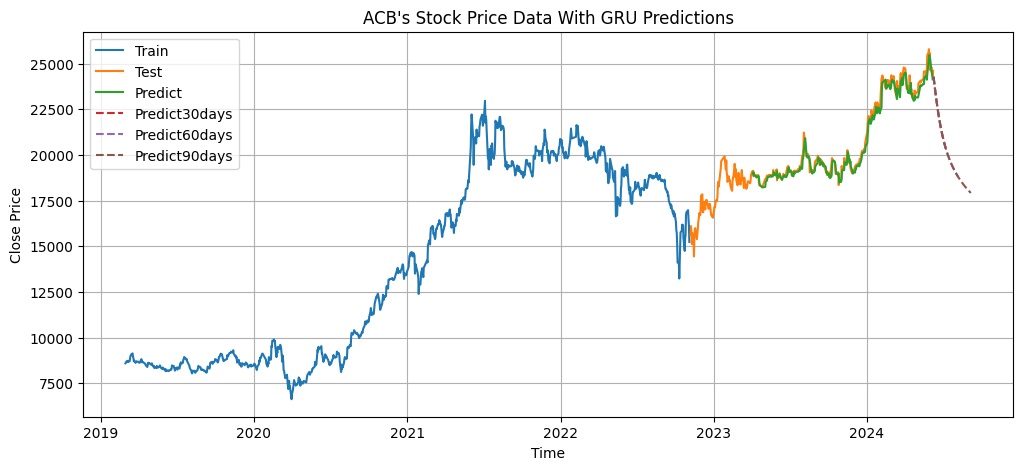 ACB's Stock Price Data With GRU Predictions
Train
Test
Predict
Predict30days
Predict60days
Predict90days
Close Price
25000
22500
20000
17500
15000
12500
10000
7500
2019 2020 2021 2022 2023 2024
Time